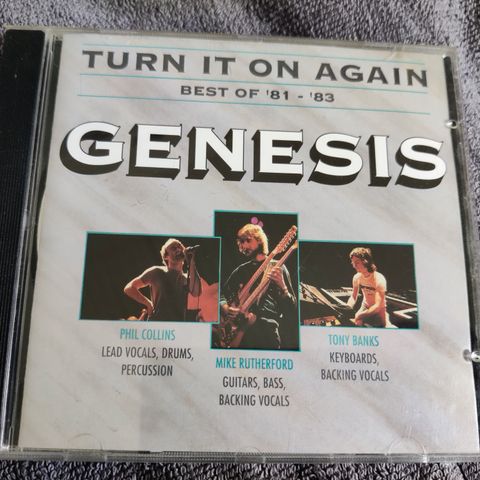 TURN IT ON AGAIN
BEST OF '81 - '83
GENESIS
PHIL COLLINS
LEAD VOCALS, DRUMS,
PERCUSSION
MIKE RUTHERFORD
GUITARS, BASS,
BACKING VOCALS
TONY BANKS
KEYBOARDS,
BACKING VOCALS